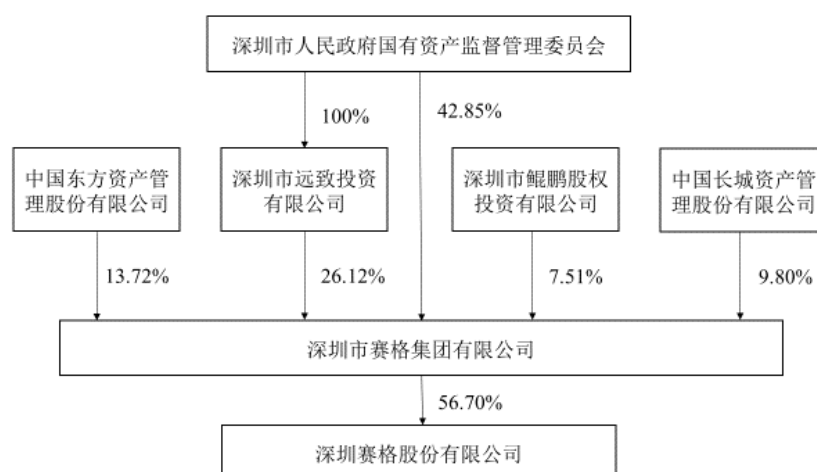 深圳市人民政府国有资产监督管理委员会
100%
42.85%
中国东方资产管
理股份有限公司
深圳市远致投资
有限公司
深圳市鲲鹏股权
投资有限公司
中国长城资产管
理股份有限公司
13.72%
26.12%
7.51%
9.80%
深圳市赛格集团有限公司
56.70%
深圳赛格股份有限公司